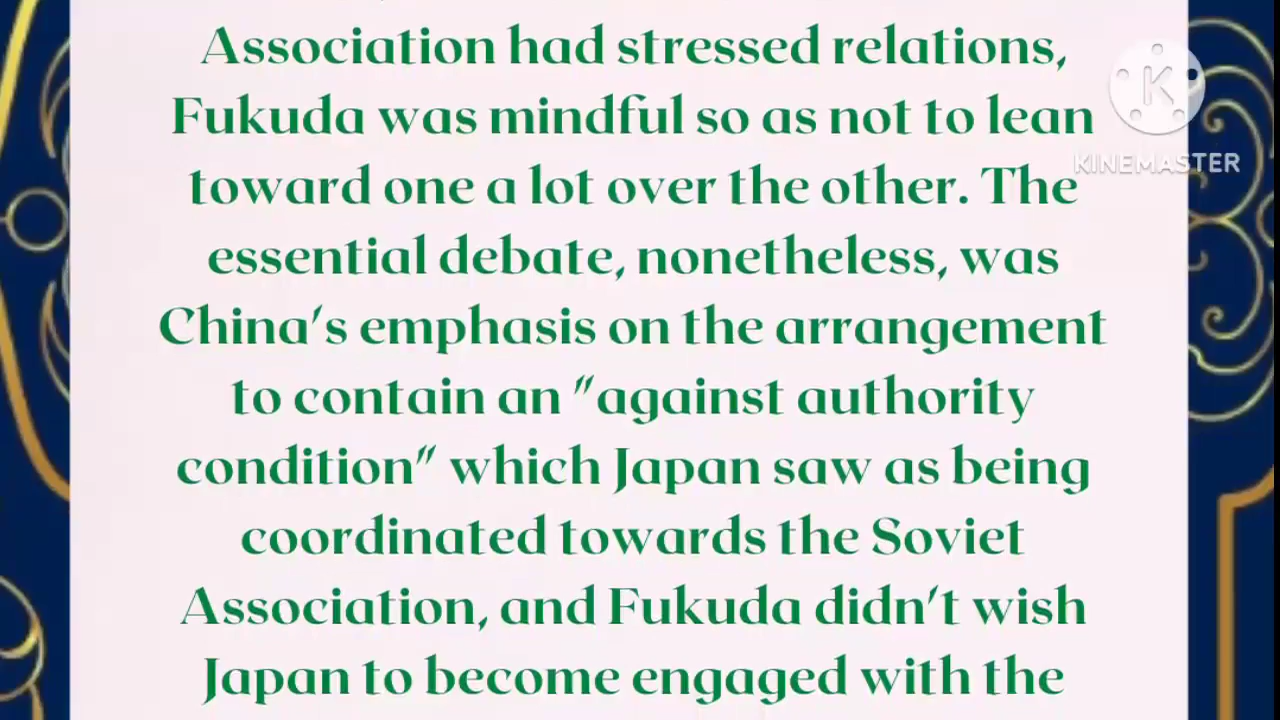 Association had stressed relations,
Fukuda was mindful so as not to lean
toward one a lot over the other. The
essential debate, nonetheless, was
China's emphasis on the arrangement
to contain an "against authority
condition" which Japan saw as being
coordinated towards the Soviet
Association, and Fukuda didn't wish
Japan to become engaged with the
K
KINEMASTER